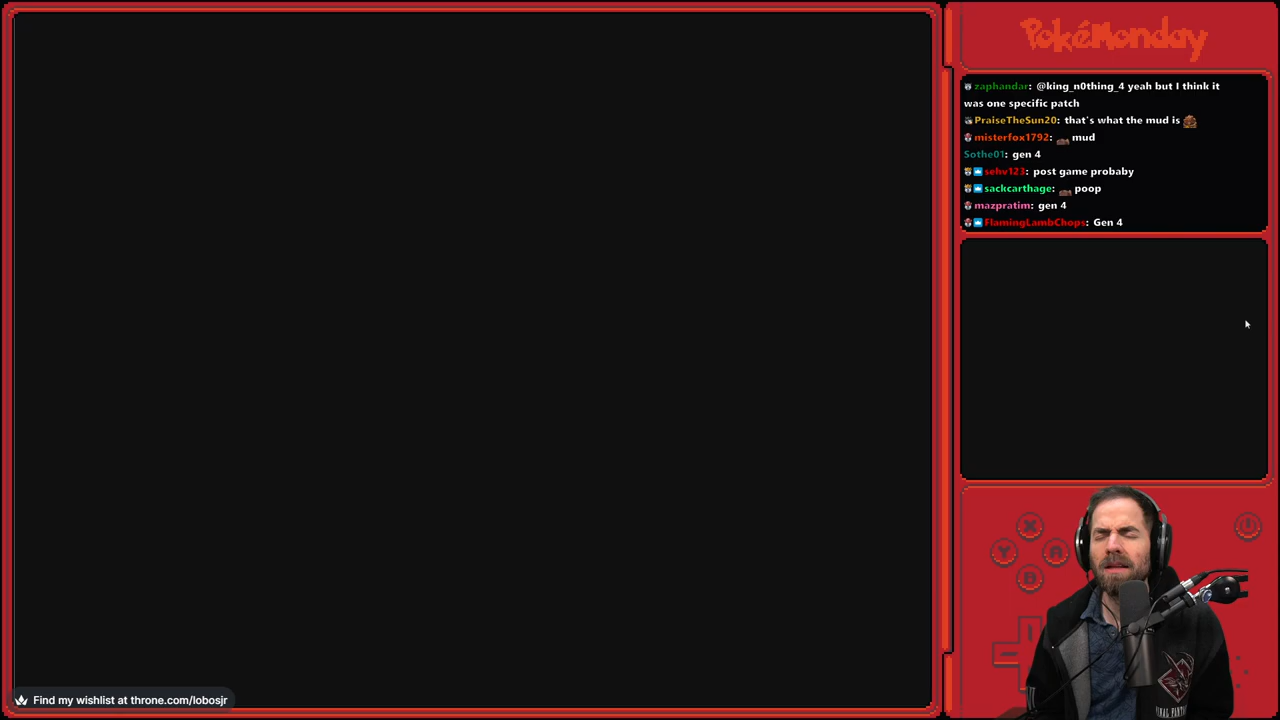 PokéMonday
zaphandar: @king_n0thing_4 yeah but I think it
was one specific patch
PraiseTheSun20: that's what the mud is
misterfox1792: mud
Sothe01: gen 4
sehv123: post game probaby
sackcarthage: poop
mazpratim: gen 4
FlamingLambChops: Gen 4
X
Y
A
B
Find my wishlist at throne.com/lobosjr